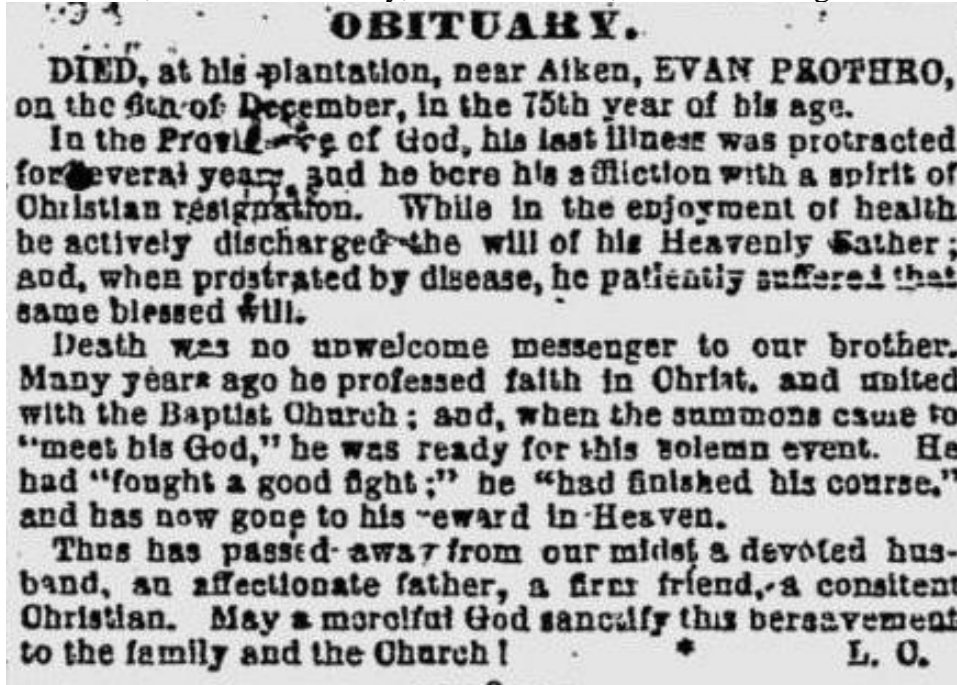 OBITUARY.
DIED, at his plantation, near Aiken, EVAN PROTHRO,
on the 6th of December, in the 75th year of his age.
In the Providence of God, his last illness was protracted
for several years, and he bore his affliction with a spirit of
Christian resignation. While in the enjoyment of health
he actively discharged the will of his Heavenly Father;
and, when prostrated by disease, he patiently suffered that
same blessed will.
Death was no unwelcome messenger to our brother.
Many years ago he professed faith in Christ, and united
with the Baptist Church; and, when the summons came to
"meet his God," he was ready for this solemn event. He
had "fought a good fight;" he "had finished his course,"
and has now gone to his reward in Heaven.
Thus has passed away from our midst a devoted hus-
band, an affectionate father, a firm friend, a consitent
Christian. May a merciful God sanctify this bereavement
to the family and the Church! * L. C.